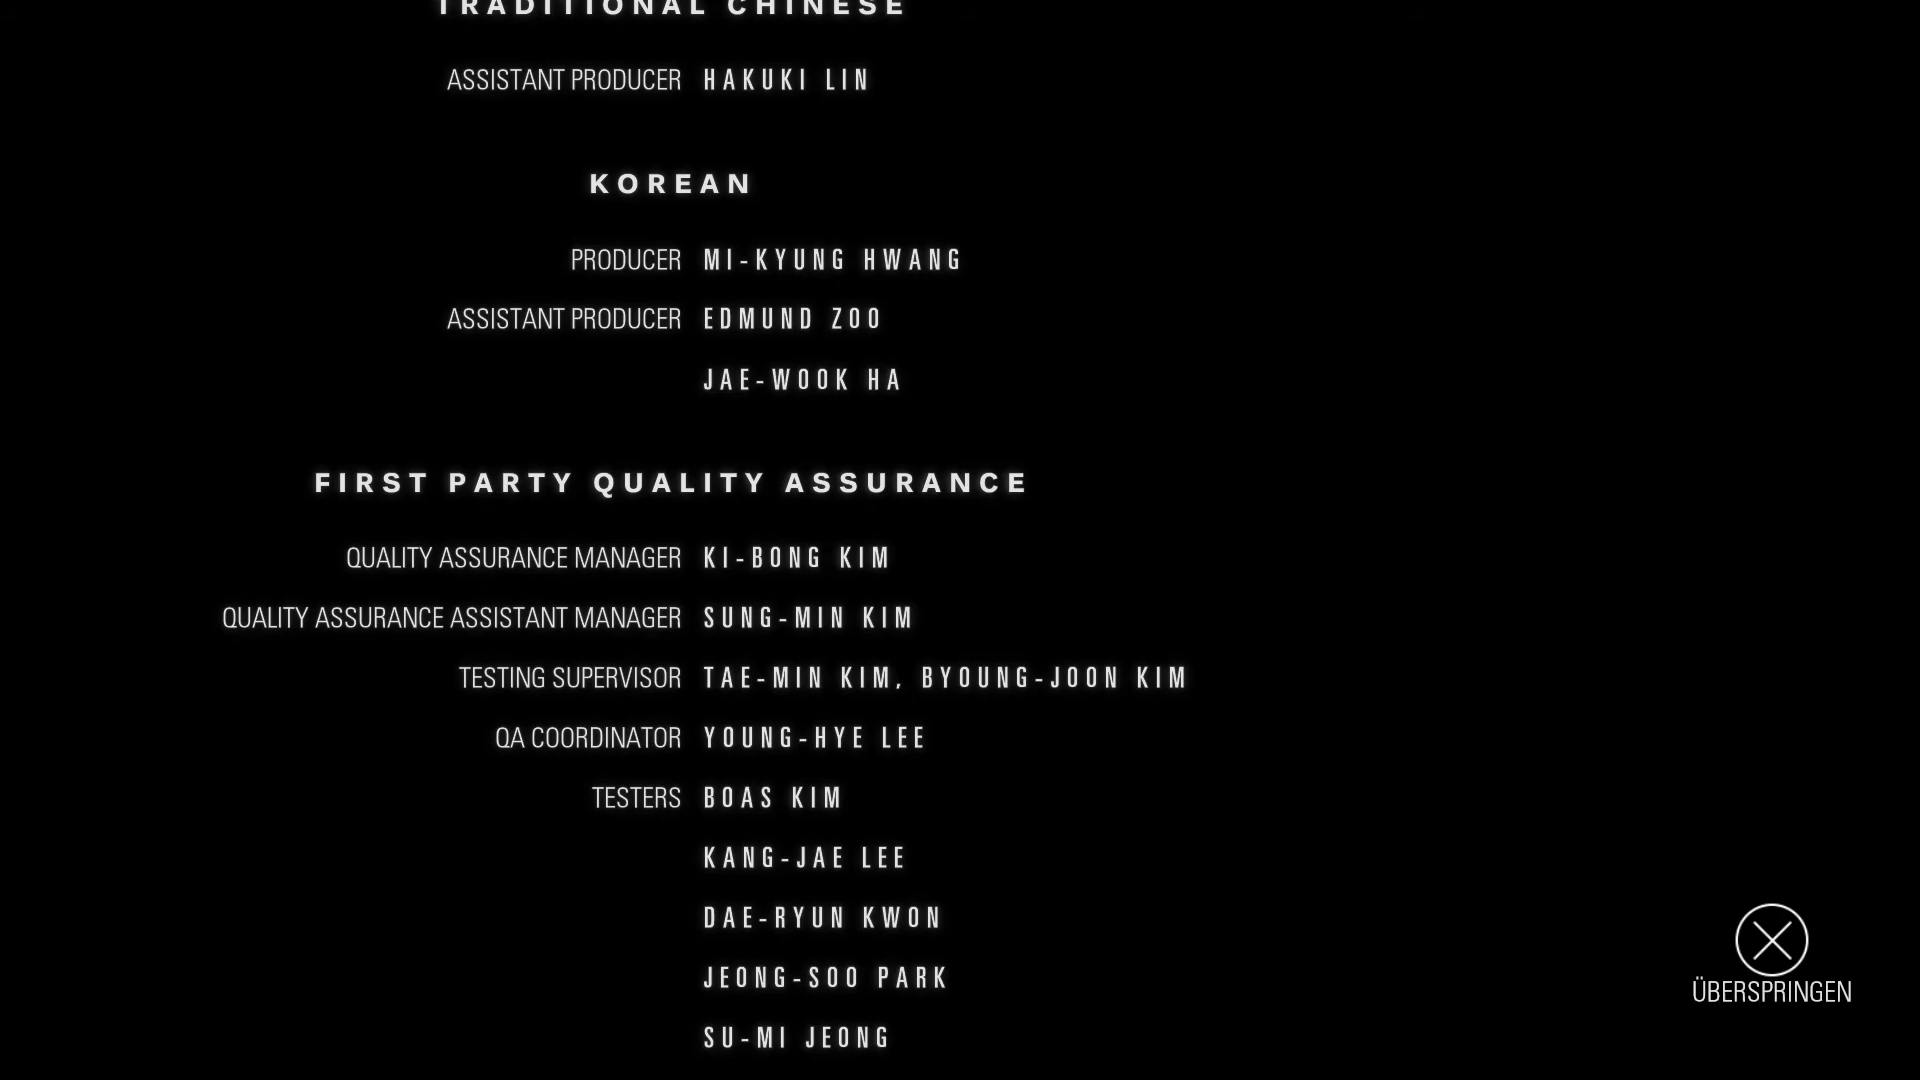 TRADITIONAL CHINESE
ASSISTANT PRODUCER HAKUKI LIN
KOREAN
PRODUCER MI-KYUNG HWANG
ASSISTANT PRODUCER EDMUND ZOO
JAE-WOOK HA
FIRST PARTY QUALITY ASSURANCE
QUALITY ASSURANCE MANAGER KI-BONG KIM
QUALITY ASSURANCE ASSISTANT MANAGER SUNG-MIN KIM
TESTING SUPERVISOR TAE-MIN KIM, BYOUNG-JOON KIM
QA COORDINATOR YOUNG-HYE LEE
TESTERS BOAS KIM
KANG-JAE LEE
DAE-RYUN KWON
JEONG-SOO PARK
SU-MI JEONG
ÜBERSPRINGEN